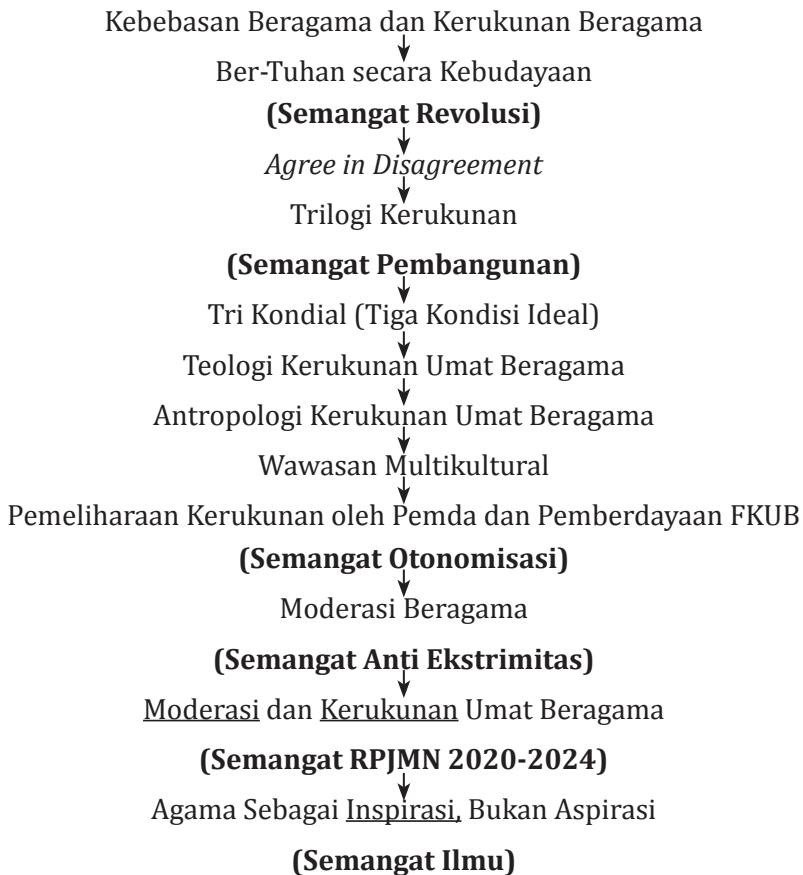 Kebebasan Beragama dan Kerukunan Beragama
Ber-Tuhan secara Kebudayaan
(Semangat Revolusi)
Agree in Disagreement
Trilogi Kerukunan
(Semangat Pembangunan)
Tri Kondial (Tiga Kondisi Ideal)
Teologi Kerukunan Umat Beragama
Antropologi Kerukunan Umat Beragama
Wawasan Multikultural
Pemeliharaan Kerukunan oleh Pemda dan Pemberdayaan FKUB
(Semangat Otonomisasi)
Moderasi Beragama
(Semangat Anti Ekstrimitas)
Moderasi dan Kerukunan Umat Beragama
(Semangat RPJMN 2020-2024)
Agama Sebagai Inspirasi, Bukan Aspirasi
(Semangat Ilmu)